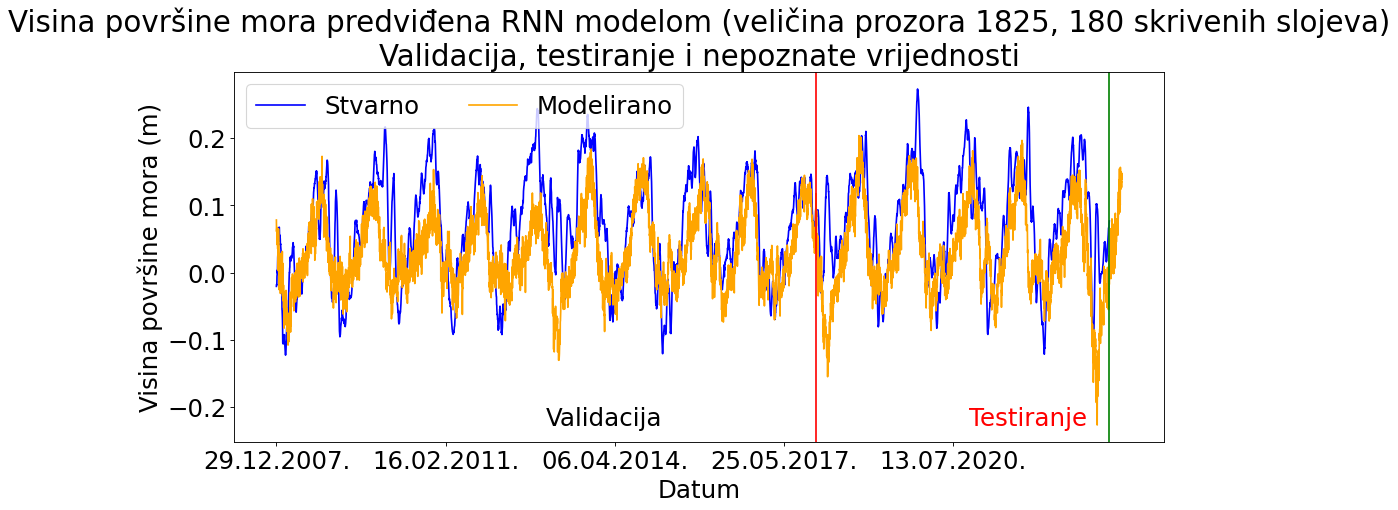 Visina površine mora predviđena RNN modelom (veličina prozora 1825, 180 skrivenih slojeva)
Validacija, testiranje i nepoznate vrijednosti
Stvarno
Modelirano
Visina površine mora (m)
0.2
0.1
0.0
−0.1
−0.2
Validacija
Testiranje
29.12.2007.
16.02.2011.
06.04.2014.
25.05.2017.
13.07.2020.
Datum